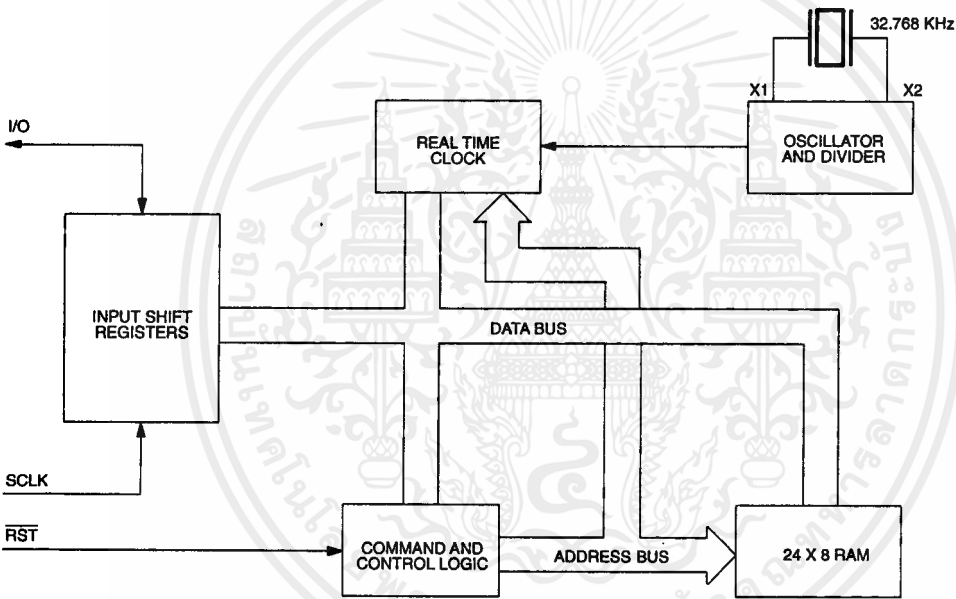 32.768 KHz
X1
X2
I/O
REAL TIME
CLOCK
OSCILLATOR
AND DIVIDER
INPUT SHIFT
REGISTERS
DATA BUS
SCLK
RST
COMMAND AND
CONTROL LOGIC
ADDRESS BUS
24 X 8 RAM